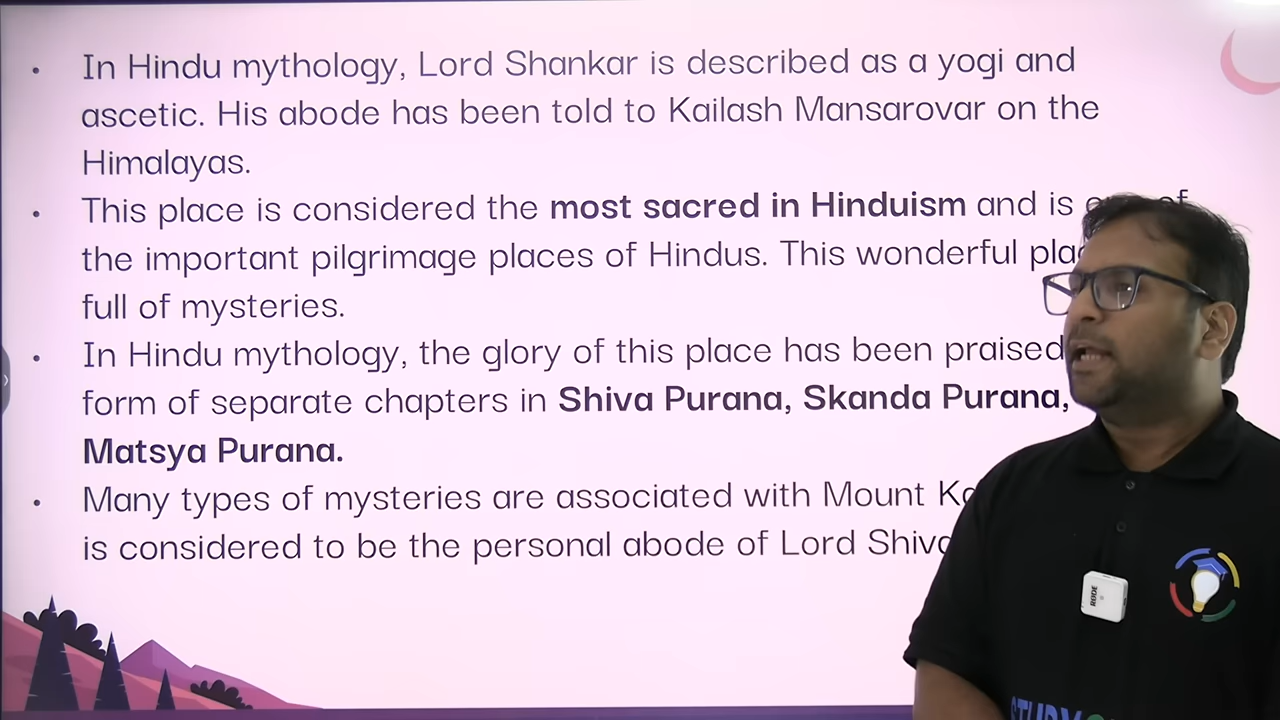 • In Hindu mythology, Lord Shankar is described as a yogi and
ascetic. His abode has been told to Kailash Mansarovar on the
Himalayas.
• This place is considered the most sacred in Hinduism and is of
the important pilgrimage places of Hindus. This wonderful
full of mysteries.
• In Hindu mythology, the glory of this place has been praised
form of separate chapters in Shiva Purana, Skanda Purana,
Matsya Purana.
• Many types of mysteries are associated with Mount
is considered to be the personal abode of Lord
RØDE
STUDY